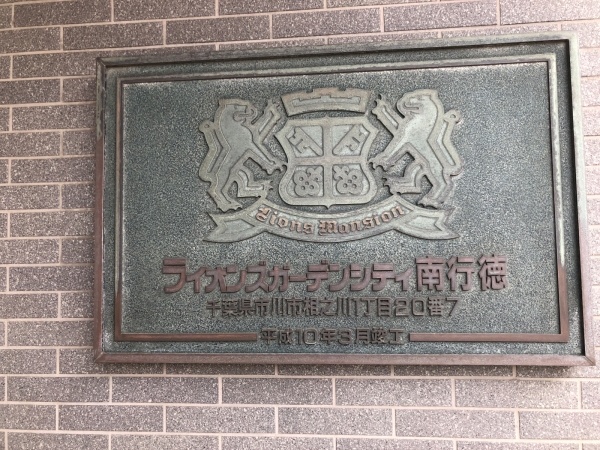 Lions Mansion
ライオンズガーデンシティ南行徳
千葉県市川市相之川1丁目20番7
平成10年3月竣工